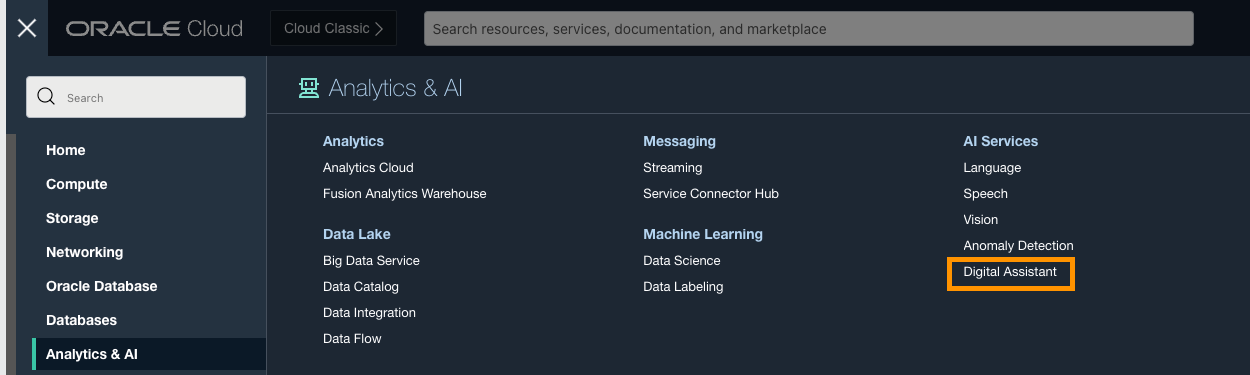 ORACLE Cloud
Cloud Classic
Search resources, services, documentation, and marketplace
Search
Home
Compute
Storage
Networking
Oracle Database
Databases
Analytics & AI
Analytics & AI
Analytics
Analytics Cloud
Fusion Analytics Warehouse
Data Lake
Big Data Service
Data Catalog
Data Integration
Data Flow
Messaging
Streaming
Service Connector Hub
Machine Learning
Data Science
Data Labeling
AI Services
Language
Speech
Vision
Anomaly Detection
Digital Assistant